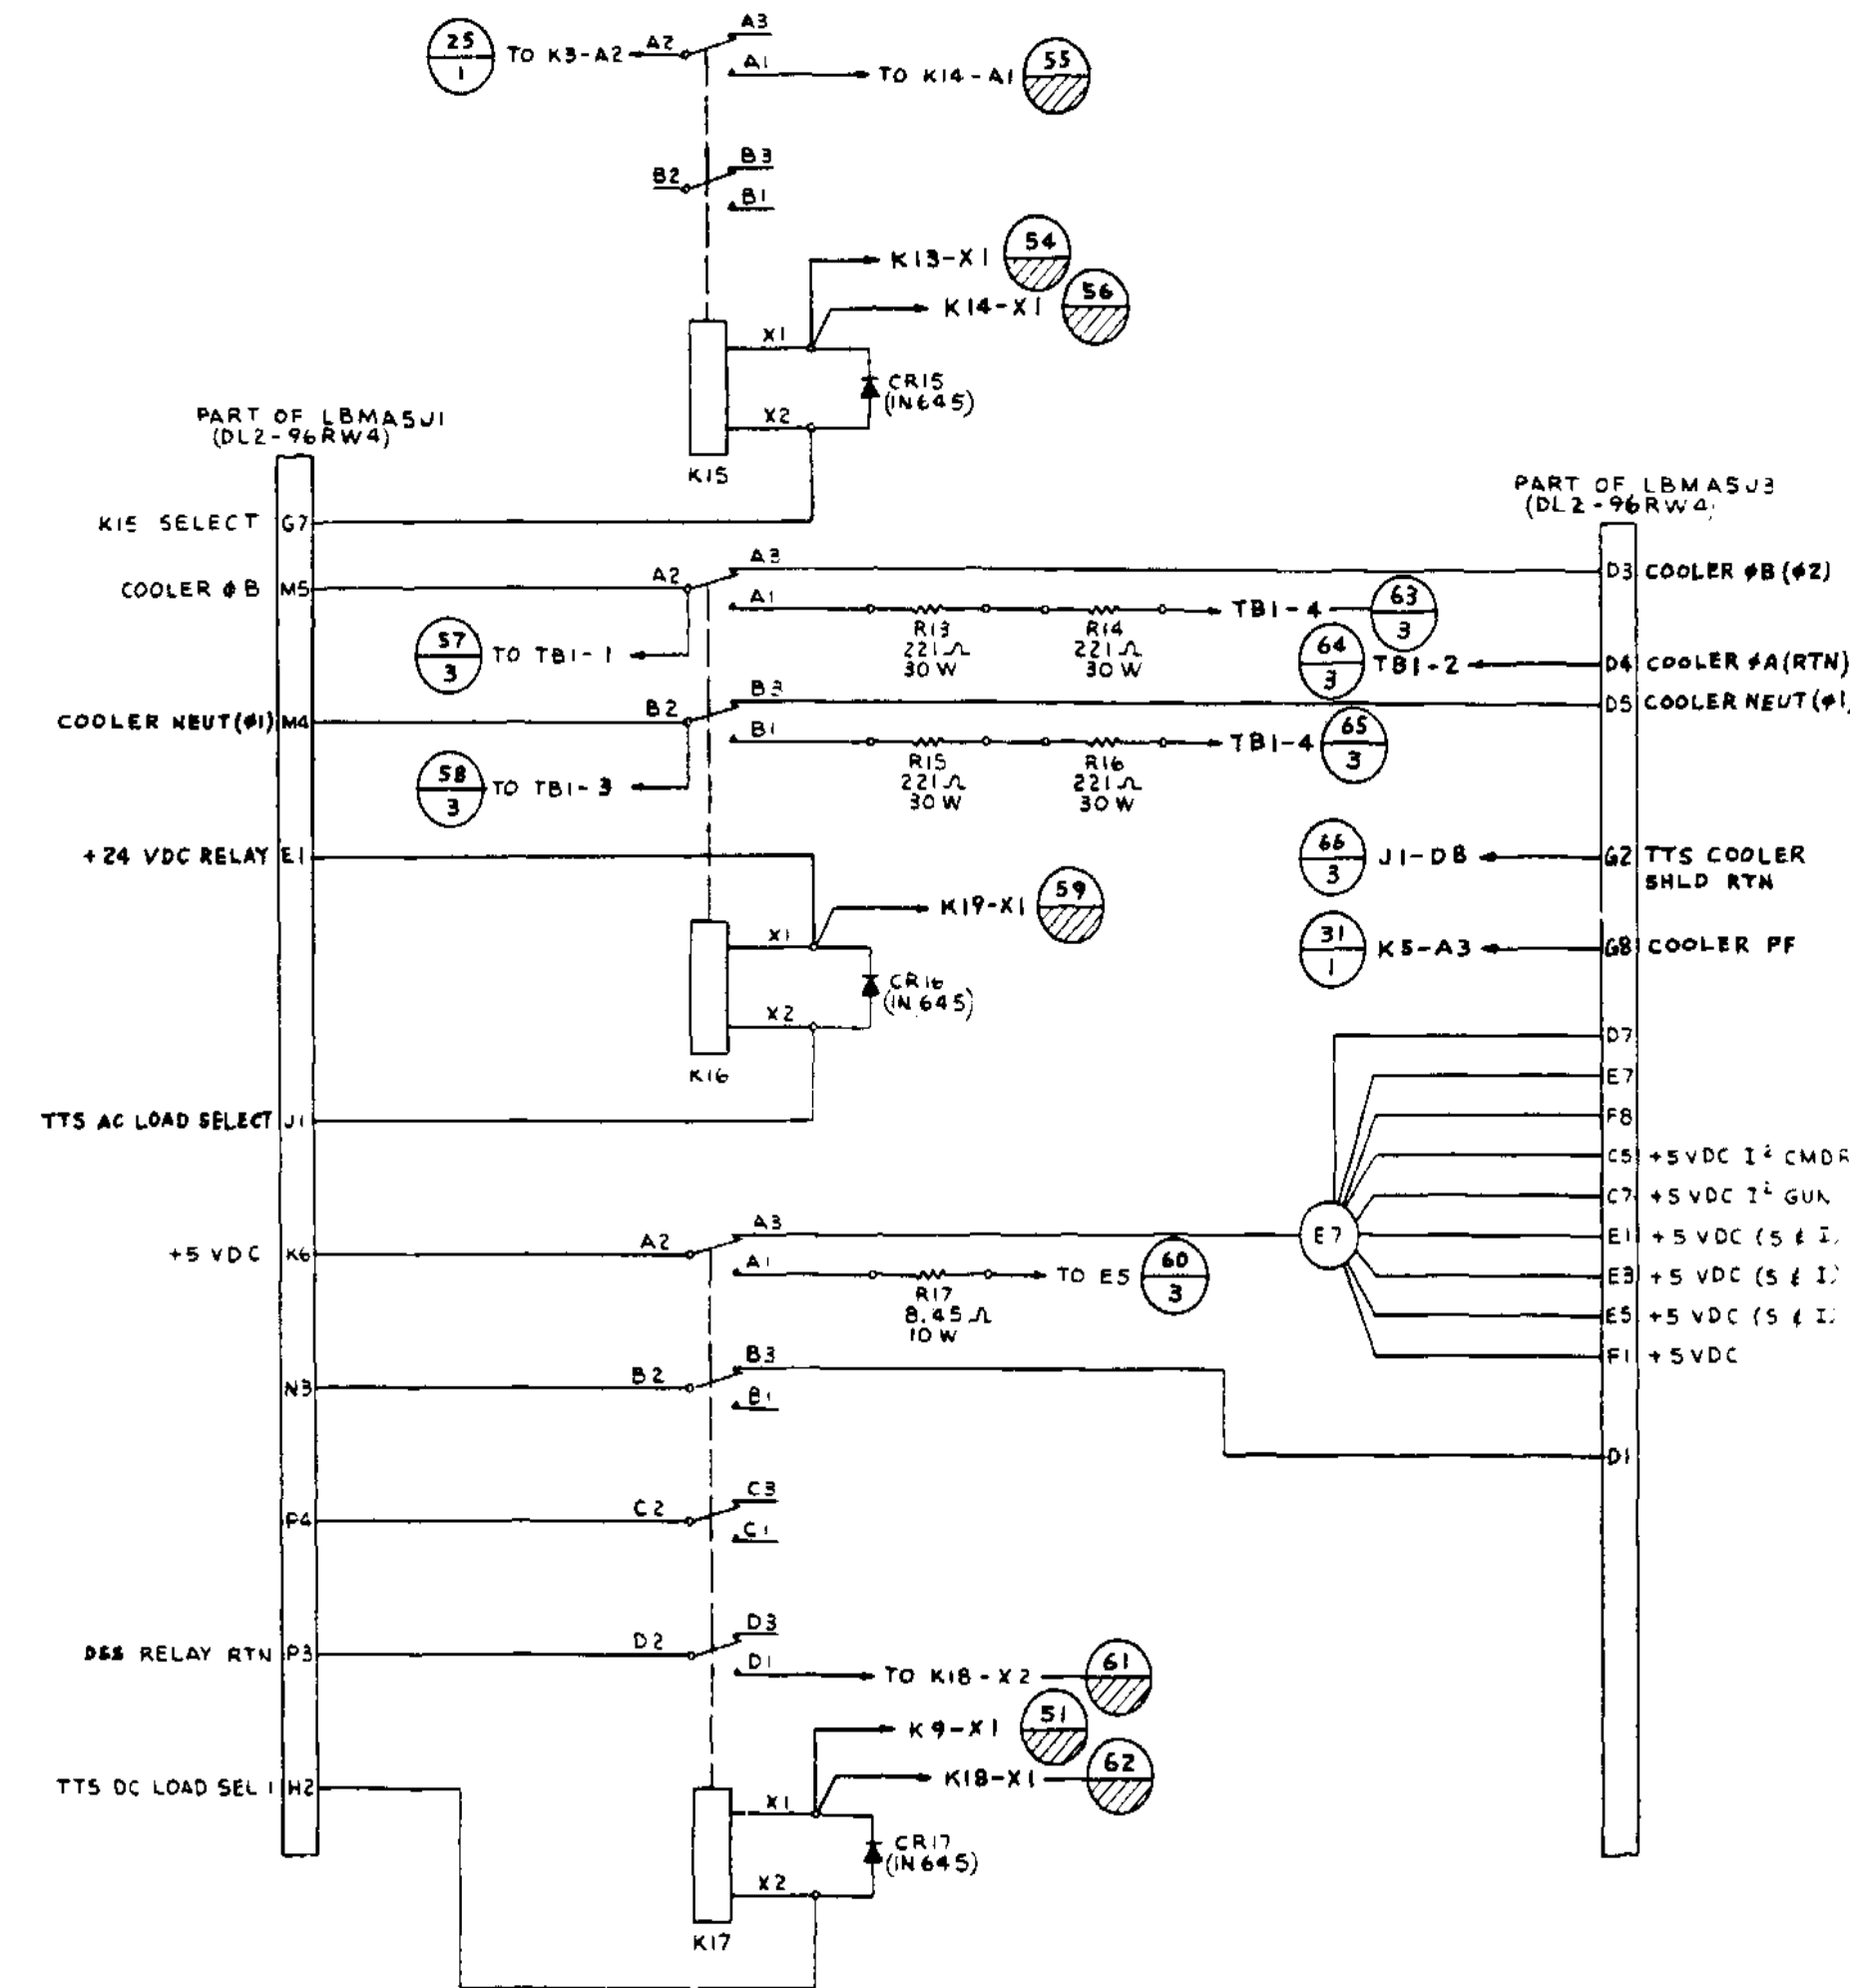 A3
25
1
TO K3-A2
A2
A1
TO K14-A1
55
B3
B2
B1
K13-X1
54
K14-X1
56
X1
CR15
(IN645)
X2
K15
PART OF LBMA5J1
(DL2-96RW4)
PART OF LBMA5J3
(DL2-96RW4)
K15 SELECT
G7
COOLER ϕB
M5
A2
A3
D3
COOLER ϕB (ϕ2)
A1
R13
221Ω
30 W
R14
221Ω
30 W
TB1-4
63
3
57
3
TO TB1-1
64
3
TB1-2
D4
COOLER ϕA(RTN)
COOLER NEUT(ϕ1)
M4
B2
B3
D5
COOLER NEUT(ϕ1)
B1
R15
221Ω
30 W
R16
221Ω
30 W
TB1-4
65
3
58
3
TO TB1-3
+24 VDC RELAY
E1
66
3
J1-D8
G2
TTS COOLER
SHLD RTN
K19-X1
59
X1
CR16
(IN645)
X2
K16
31
1
K5-A3
G8
COOLER PF
D7
E7
F8
TTS AC LOAD SELECT
J1
C5
+5 VDC I² CMDR
C7
+5 VDC I² GUN
+5 VDC
K6
A2
A3
E7
E1
+5 VDC (S & I
A1
R17
8.45Ω
10 W
TO E5
60
3
E3
+5 VDC (S & I)
E5
+5 VDC (S & I
F1
+5 VDC
N3
B2
B3
B1
D1
P4
C2
C3
C1
DSS RELAY RTN
P3
D2
D3
D1
TO K18-X2
61
K9-X1
51
K18-X1
62
TTS DC LOAD SEL 1
H2
X1
CR17
(IN645)
X2
K17